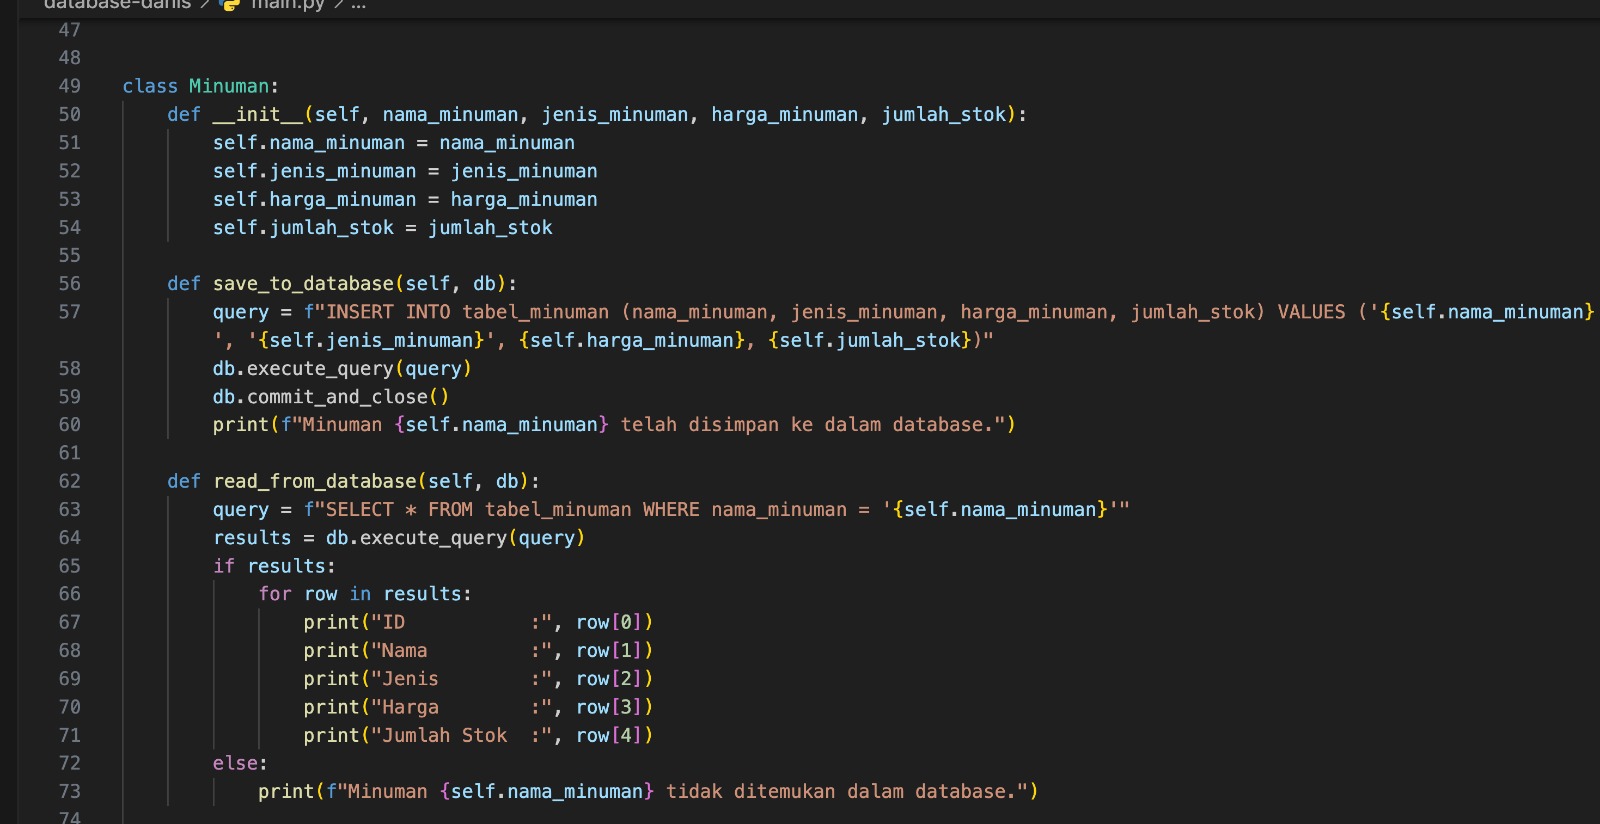 database-danis > main.py > ...
47
48
49 class Minuman:
50     def __init__(self, nama_minuman, jenis_minuman, harga_minuman, jumlah_stok):
51         self.nama_minuman = nama_minuman
52         self.jenis_minuman = jenis_minuman
53         self.harga_minuman = harga_minuman
54         self.jumlah_stok = jumlah_stok
55
56     def save_to_database(self, db):
57         query = f"INSERT INTO tabel_minuman (nama_minuman, jenis_minuman, harga_minuman, jumlah_stok) VALUES ('{self.nama_minuman}
        ', '{self.jenis_minuman}', {self.harga_minuman}, {self.jumlah_stok})"
58         db.execute_query(query)
59         db.commit_and_close()
60         print(f"Minuman {self.nama_minuman} telah disimpan ke dalam database.")
61
62     def read_from_database(self, db):
63         query = f"SELECT * FROM tabel_minuman WHERE nama_minuman = '{self.nama_minuman}'"
64         results = db.execute_query(query)
65         if results:
66             for row in results:
67                 print("ID           :", row[0])
68                 print("Nama         :", row[1])
69                 print("Jenis        :", row[2])
70                 print("Harga        :", row[3])
71                 print("Jumlah Stok  :", row[4])
72         else:
73             print(f"Minuman {self.nama_minuman} tidak ditemukan dalam database.")
74